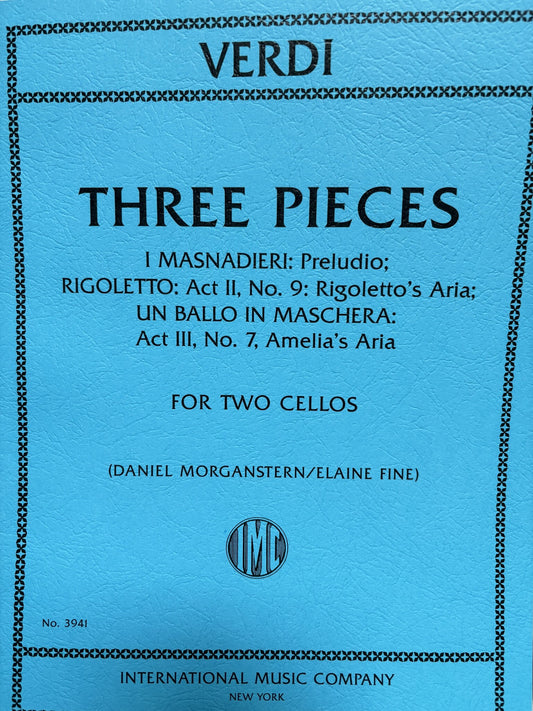 VERDI
THREE PIECES
I MASNADIERI: Preludio;
RIGOLETTO: Act II, No. 9: Rigoletto's Aria;
UN BALLO IN MASCHERA:
Act III, No. 7, Amelia's Aria
FOR TWO CELLOS
(DANIEL MORGANSTERN/ELAINE FINE)
IMC
No. 3941
INTERNATIONAL MUSIC COMPANY
NEW YORK